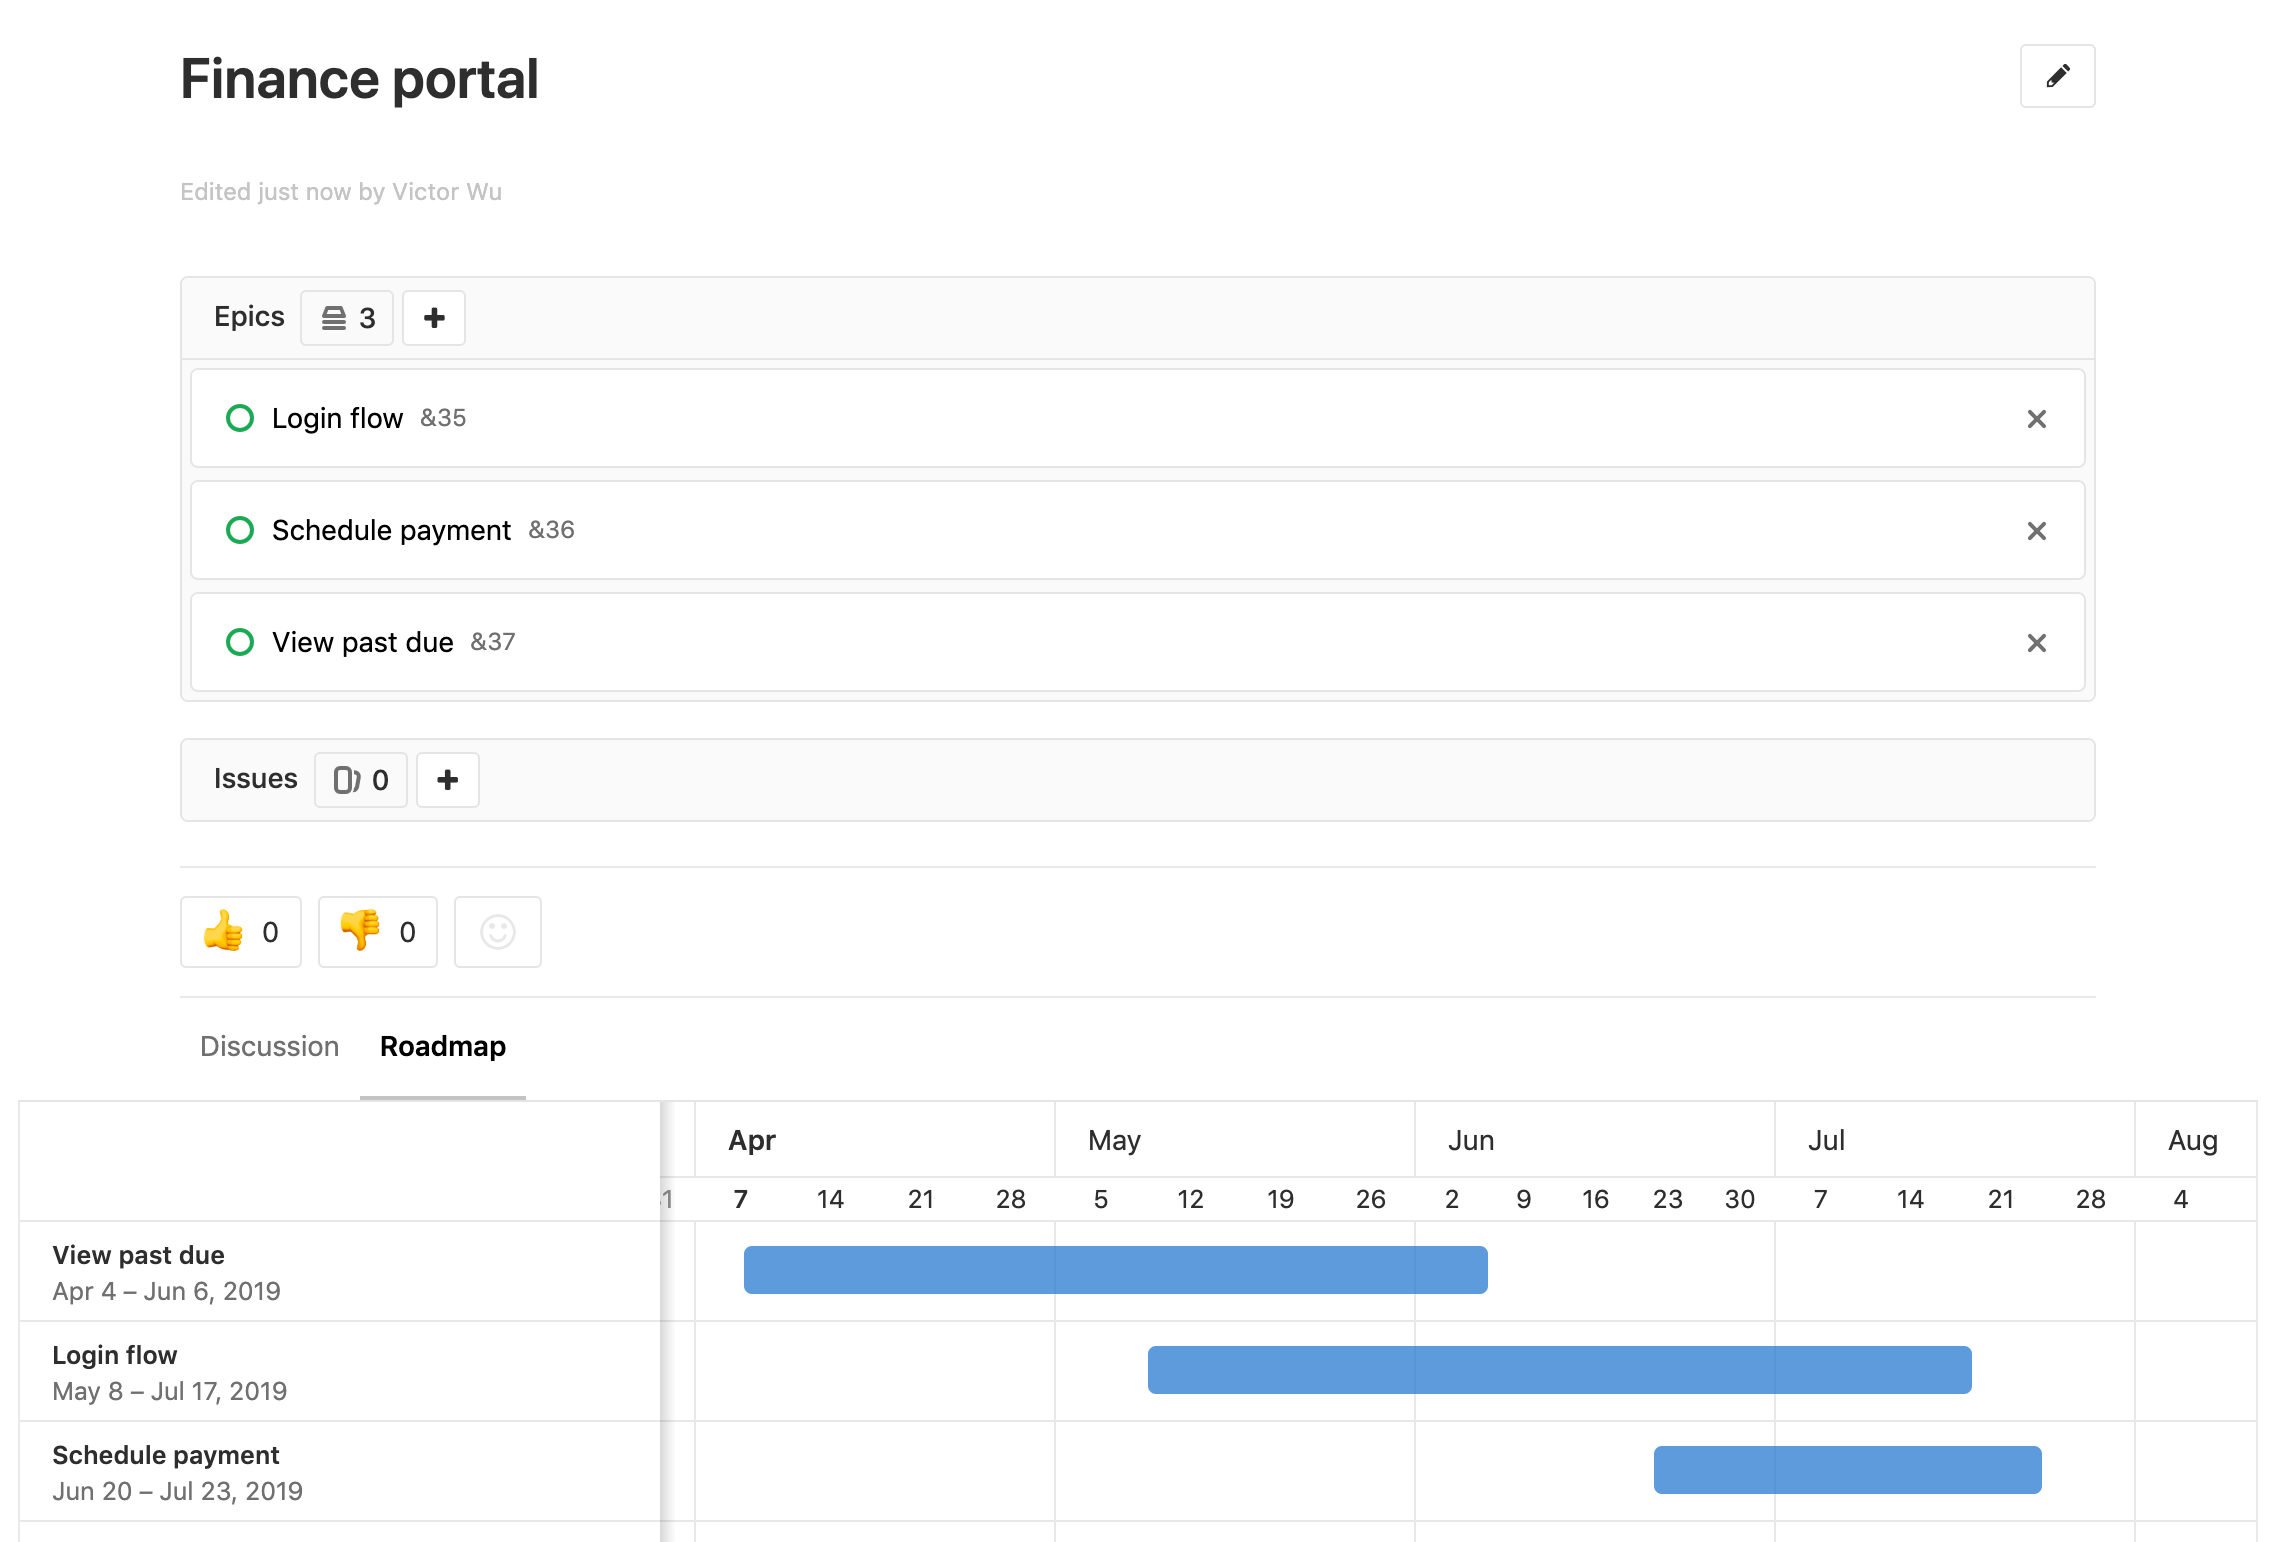 Finance portal
Edited just now by Victor Wu
Epics 3
Login flow &35
Schedule payment &36
View past due &37
Issues 0
0 0
Discussion Roadmap
Apr May Jun Jul Aug
7 14 21 28 5 12 19 26 2 9 16 23 30 7 14 21 28 4
View past due
Apr 4 – Jun 6, 2019
Login flow
May 8 – Jul 17, 2019
Schedule payment
Jun 20 – Jul 23, 2019